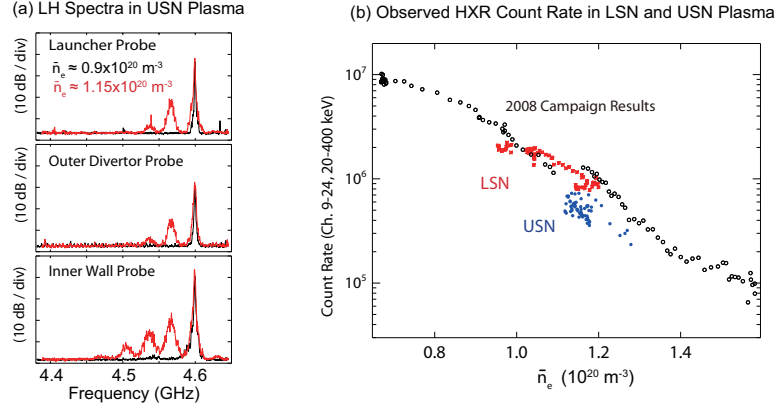 (a) LH Spectra in USN Plasma
Launcher Probe
n̄e ≈ 0.9x10²⁰ m⁻³
n̄e ≈ 1.15x10²⁰ m⁻³
(10 dB / div)
Outer Divertor Probe
(10 dB / div)
Inner Wall Probe
(10 dB / div)
4.4 4.5 4.6
Frequency (GHz)
(b) Observed HXR Count Rate in LSN and USN Plasma
10⁷
2008 Campaign Results
10⁶
LSN
USN
10⁵
Count Rate (Ch. 9-24, 20-400 keV)
0.8 1.0 1.2 1.4
n̄e (10²⁰ m⁻³)